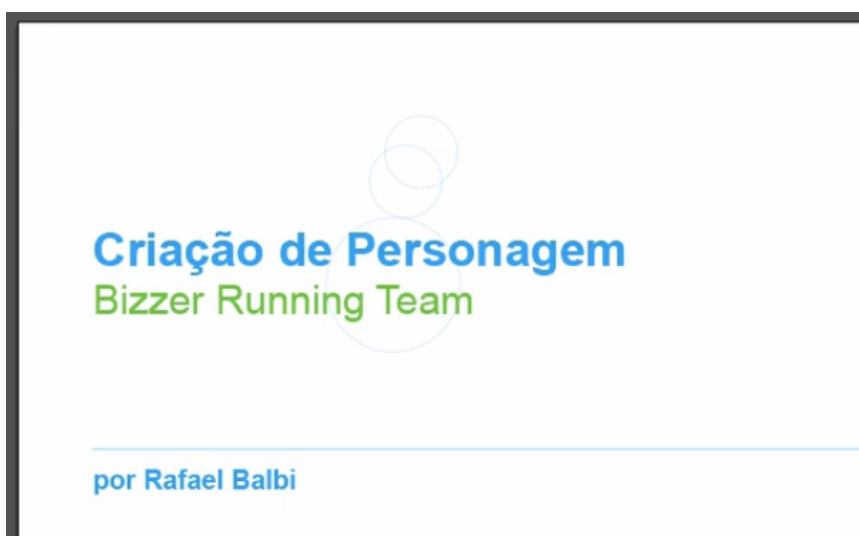 Criação de Personagem
Bizzer Running Team
por Rafael Balbi